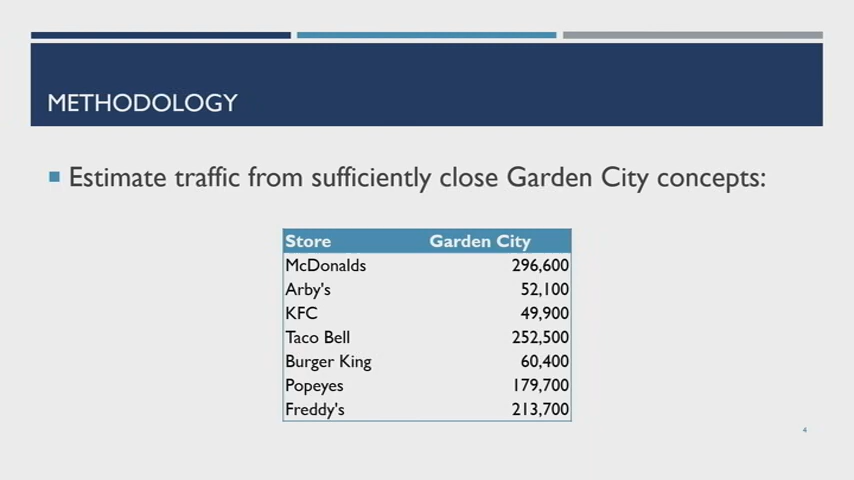 METHODOLOGY
Estimate traffic from sufficiently close Garden City concepts:
Store Garden City
McDonalds 296,600
Arby's 52,100
KFC 49,900
Taco Bell 252,500
Burger King 60,400
Popeyes 179,700
Freddy's 213,700
4